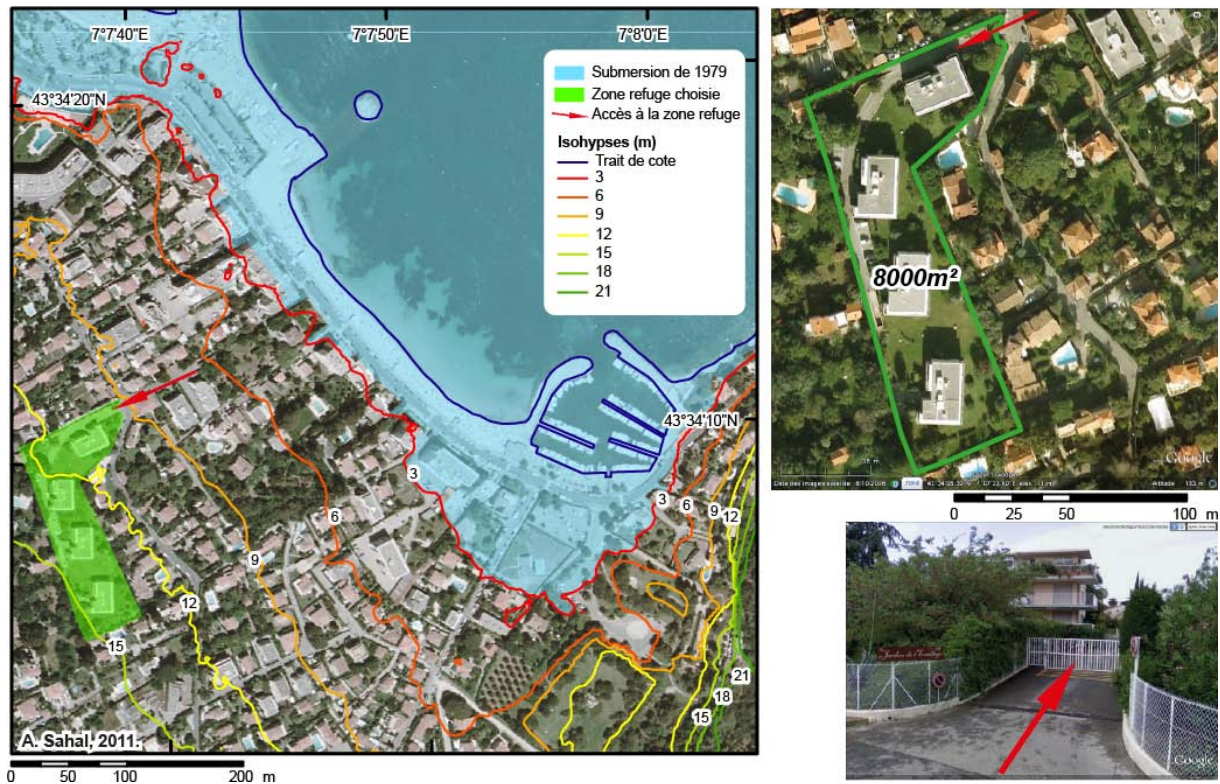 7°7'40"E
7°7'50"E
7°8'0"E
43°34'20"N
Submersion de 1979
Zone refuge choisie
Accès à la zone refuge
Isohypses (m)
Trait de cote
3
6
9
12
15
18
21
43°34'10"N
3
3
6
9
12
6
9
12
15
21
18
15
A. Sahal, 2011.
0 50 100 200 m
8000m²
Google
Altitude
0 25 50 100 m
Google